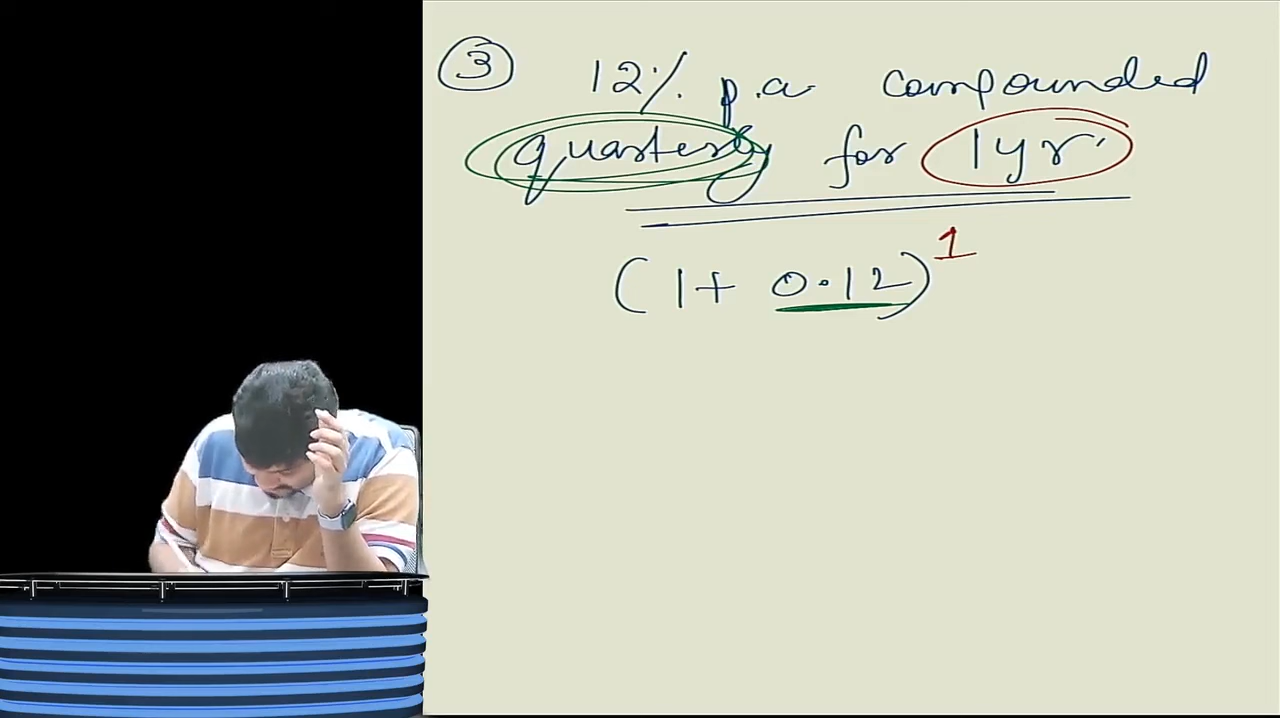 ③ 12% p.a. compounded
quarterly for 1yr.
(1 + 0.12)^1